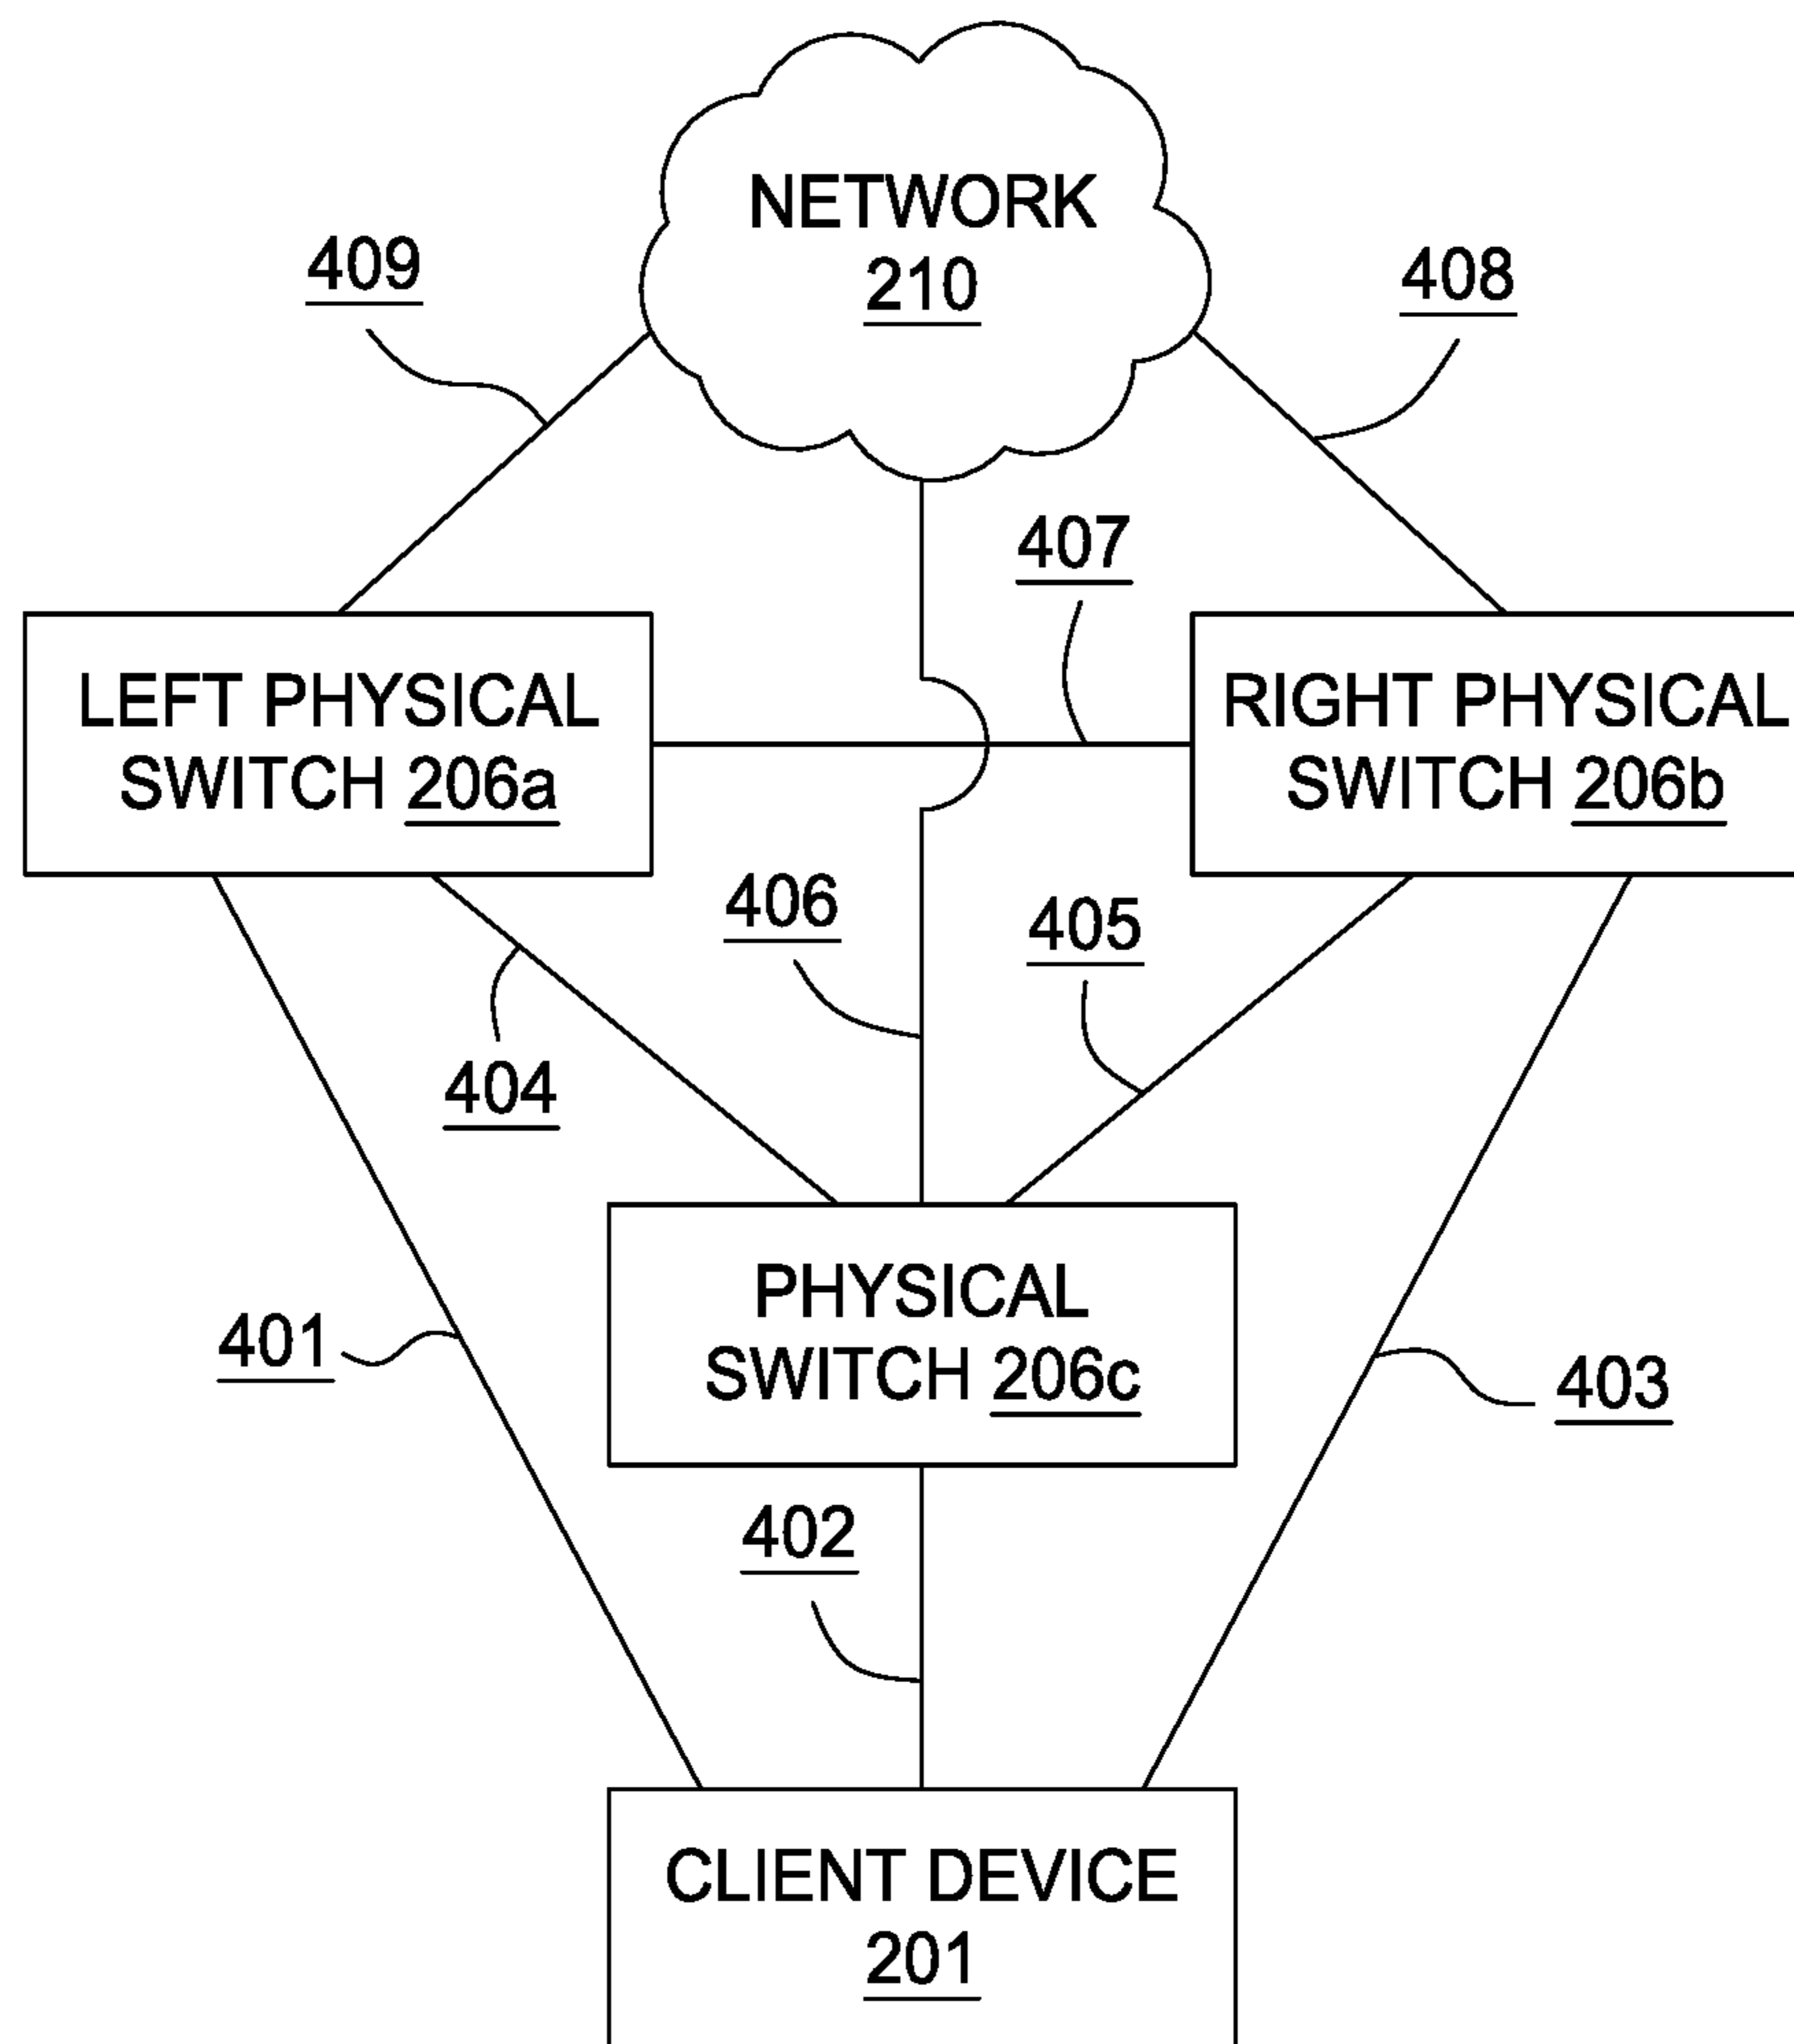 NETWORK
210
409
408
407
LEFT PHYSICAL
SWITCH 206a
RIGHT PHYSICAL
SWITCH 206b
406
405
404
PHYSICAL
SWITCH 206c
401
403
402
CLIENT DEVICE
201